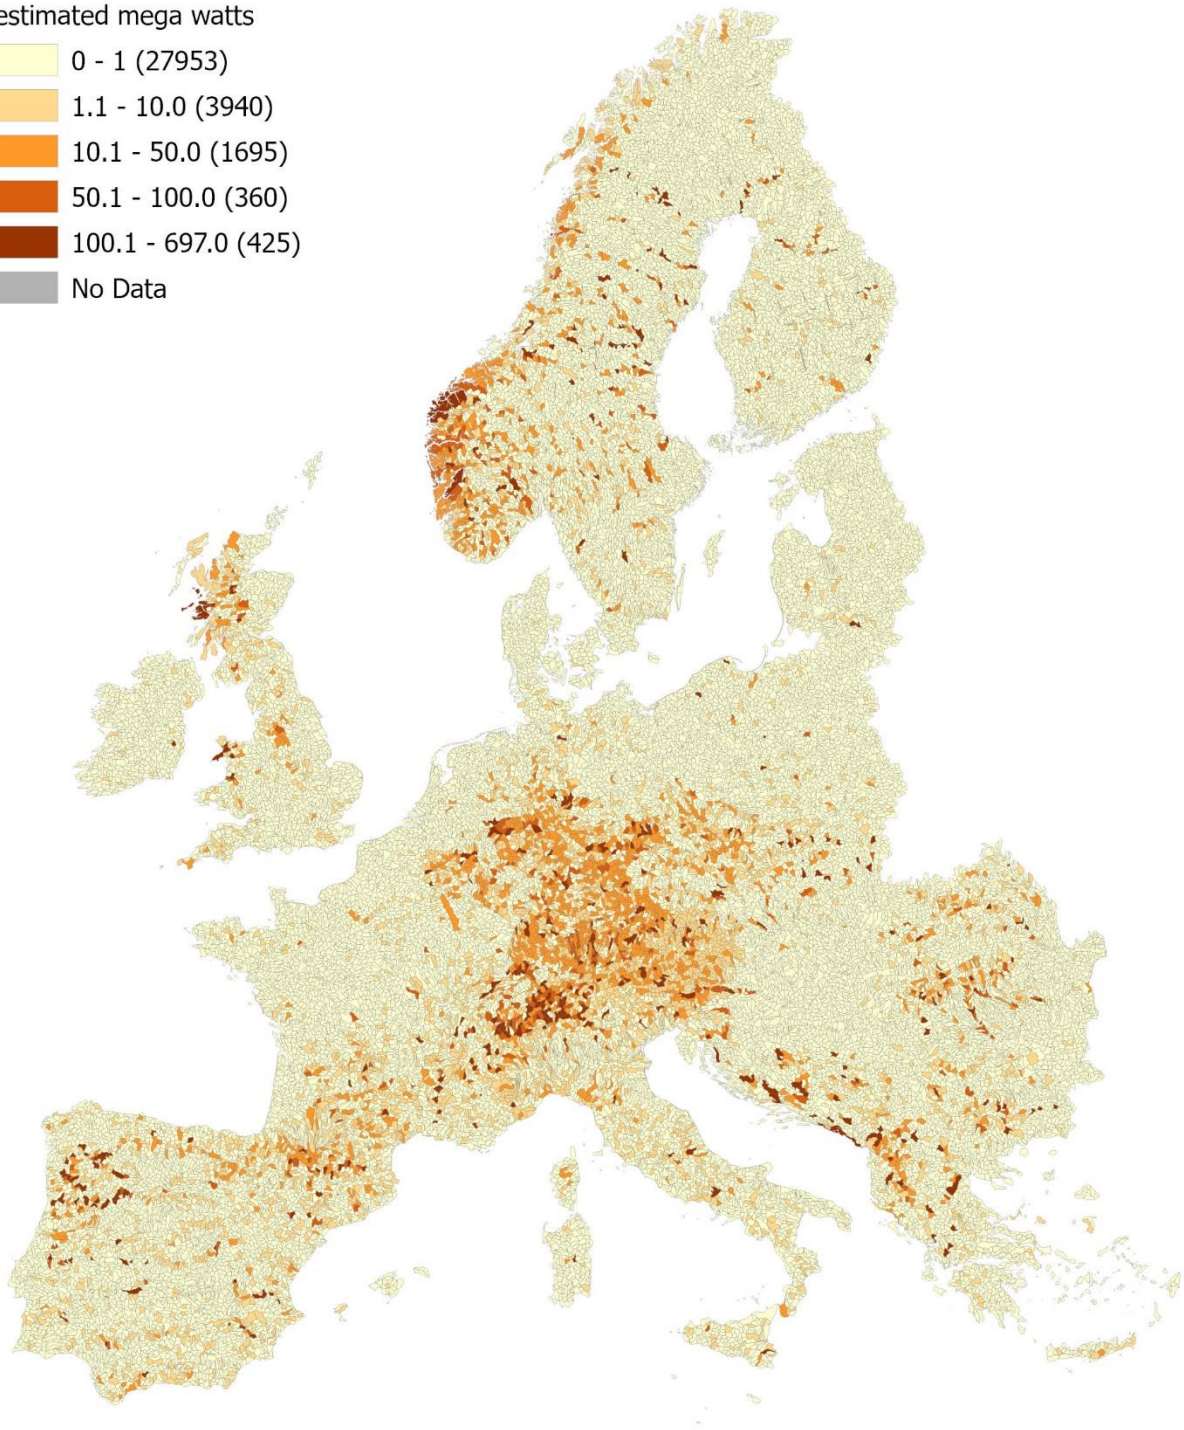 estimated mega watts
0 - 1 (27953)
1.1 - 10.0 (3940)
10.1 - 50.0 (1695)
50.1 - 100.0 (360)
100.1 - 697.0 (425)
No Data